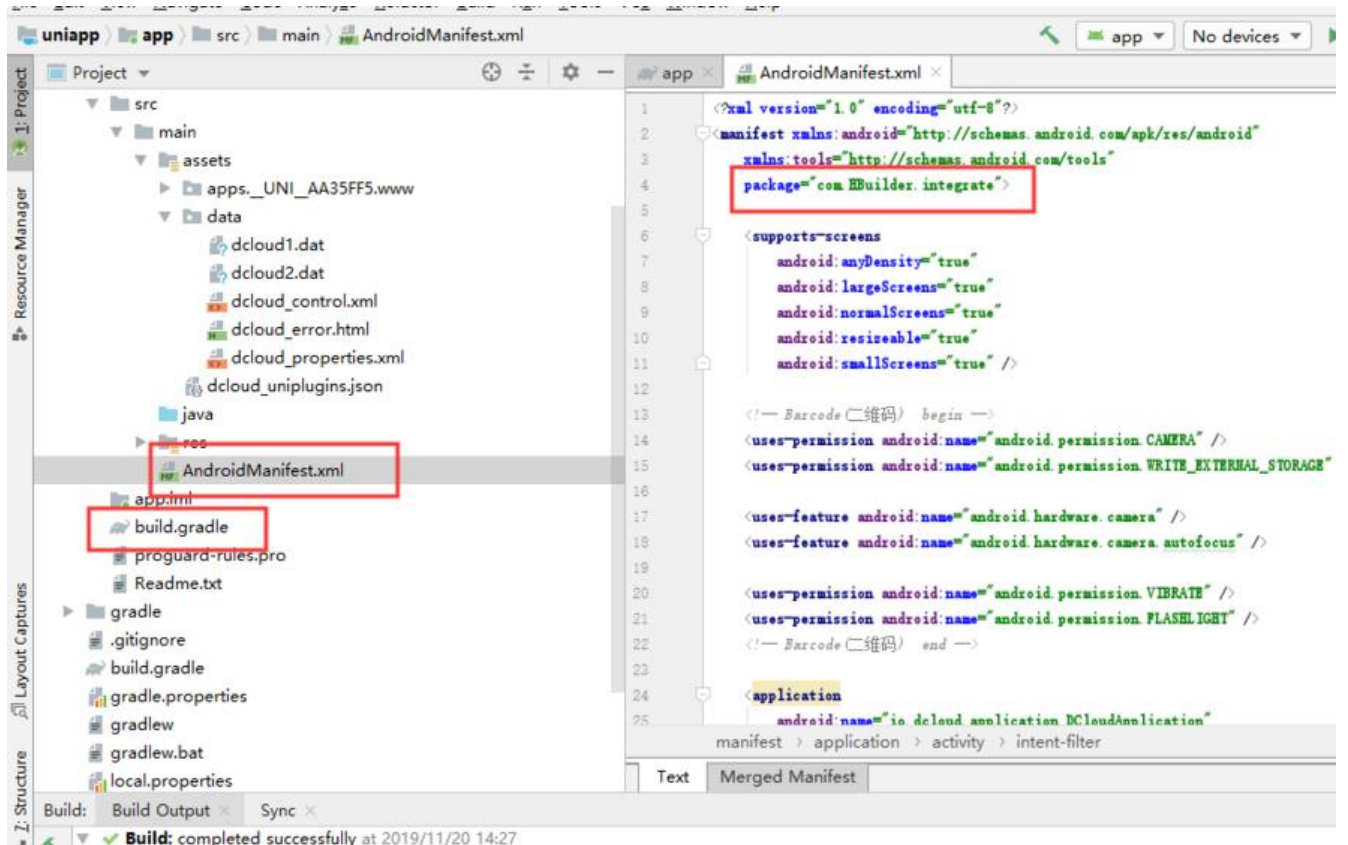 uniapp app src main AndroidManifest.xml app No devices
1: Project
Resource Manager
Layout Captures
Z: Structure
Project
src
main
assets
apps.__UNI__AA35FF5.www
data
dcloud1.dat
dcloud2.dat
dcloud_control.xml
dcloud_error.html
dcloud_properties.xml
dcloud_uniplugins.json
java
res
AndroidManifest.xml
app.iml
build.gradle
proguard-rules.pro
Readme.txt
gradle
.gitignore
build.gradle
gradle.properties
gradlew
gradlew.bat
local.properties
app AndroidManifest.xml
1 <?xml version="1.0" encoding="utf-8"?>
2 <manifest xmlns:android="http://schemas.android.com/apk/res/android"
3 xmlns:tools="http://schemas.android.com/tools"
4 package="com.HBuilder.integrate">
5
6 <supports-screens
7 android:anyDensity="true"
8 android:largeScreens="true"
9 android:normalScreens="true"
10 android:resizeable="true"
11 android:smallScreens="true" />
12
13 <!-- Barcode(二维码) begin -->
14 <uses-permission android:name="android.permission.CAMERA" />
15 <uses-permission android:name="android.permission.WRITE_EXTERNAL_STORAGE"
16
17 <uses-feature android:name="android.hardware.camera" />
18 <uses-feature android:name="android.hardware.camera.autofocus" />
19
20 <uses-permission android:name="android.permission.VIBRATE" />
21 <uses-permission android:name="android.permission.FLASHLIGHT" />
22 <!-- Barcode(二维码) end -->
23
24 <application
25 android:name="io.dcloud.application.DCloudApplication"
manifest > application > activity > intent-filter
Text Merged Manifest
Build: Build Output Sync
Build: completed successfully at 2019/11/20 14:27